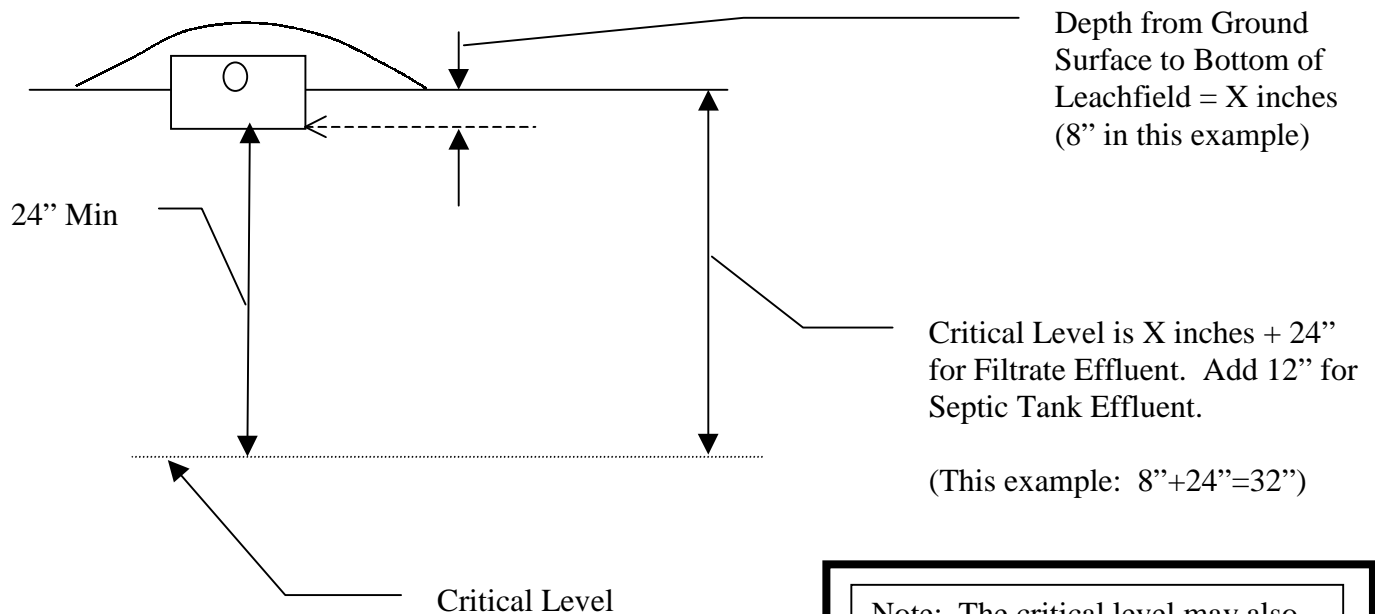 Depth from Ground
Surface to Bottom of
Leachfield = X inches
(8” in this example)
24” Min
Critical Level is X inches + 24”
for Filtrate Effluent.  Add 12” for
Septic Tank Effluent.
(This example:  8”+24”=32”)
Critical Level
Note:  The critical level may also